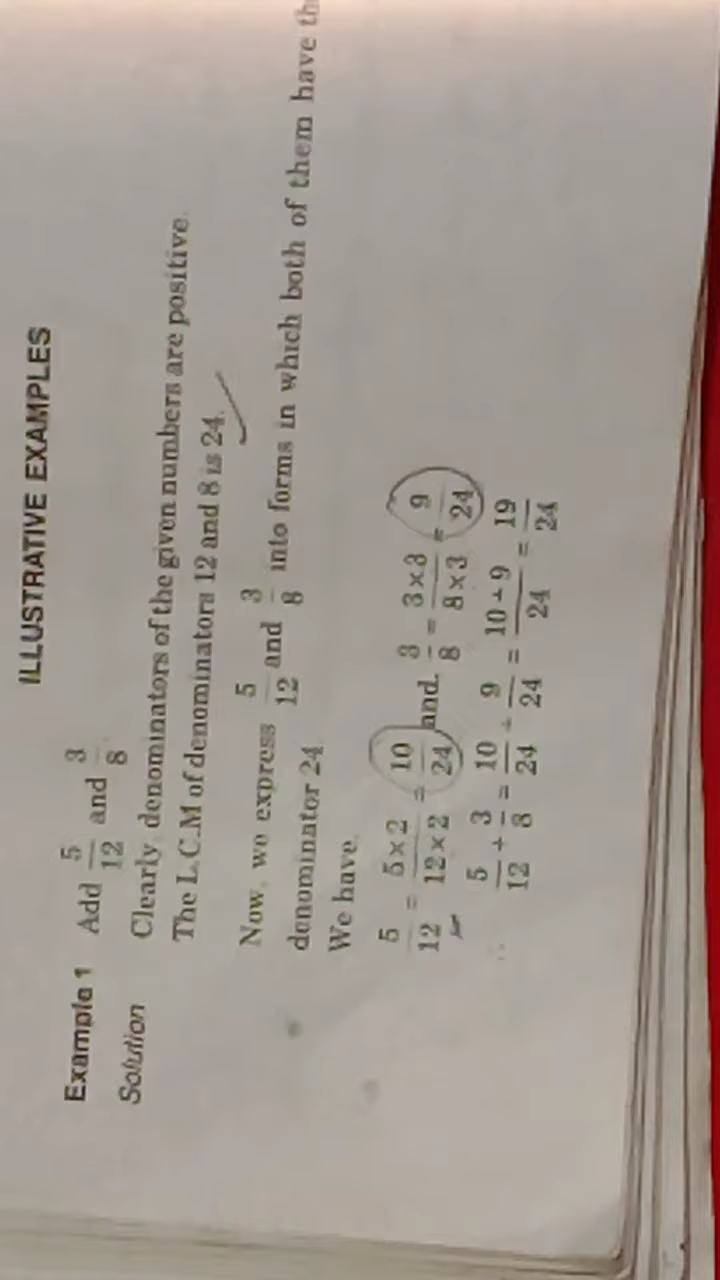 ILLUSTRATIVE EXAMPLES
Example 1 Add 5/12 and 3/8
Solution Clearly, denominators of the given numbers are positive.
The L.C.M of denominators 12 and 8 is 24.
Now, we express 5/12 and 3/8 into forms in which both of them have
denominator 24
We have,
5/12 = 5×2/12×2 = 10/24 and 3/8 = 3×3/8×3 = 9/24
∴ 5/12 + 3/8 = 10/24 + 9/24 = 10+9/24 = 19/24